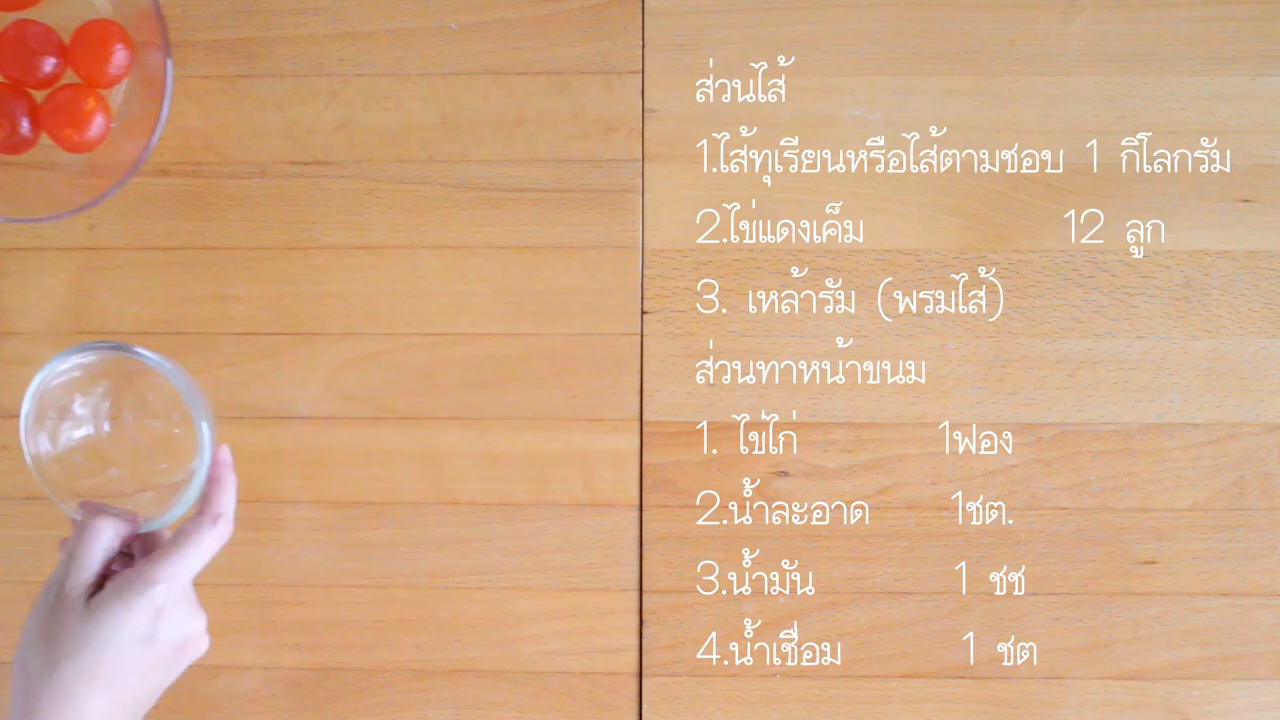 ส่วนไส้
1.ไส้ทุเรียนหรือไส้ตามชอบ 1 กิโลกรัม
2.ไข่แดงเค็ม 12 ลูก
3. เหล้ารัม (พรมไส้)
ส่วนทาหน้าขนม
1. ไข่ไก่ 1ฟอง
2.น้ำละอาด 1ชต.
3.น้ำมัน 1 ชช
4.น้ำเชื่อม 1 ชต